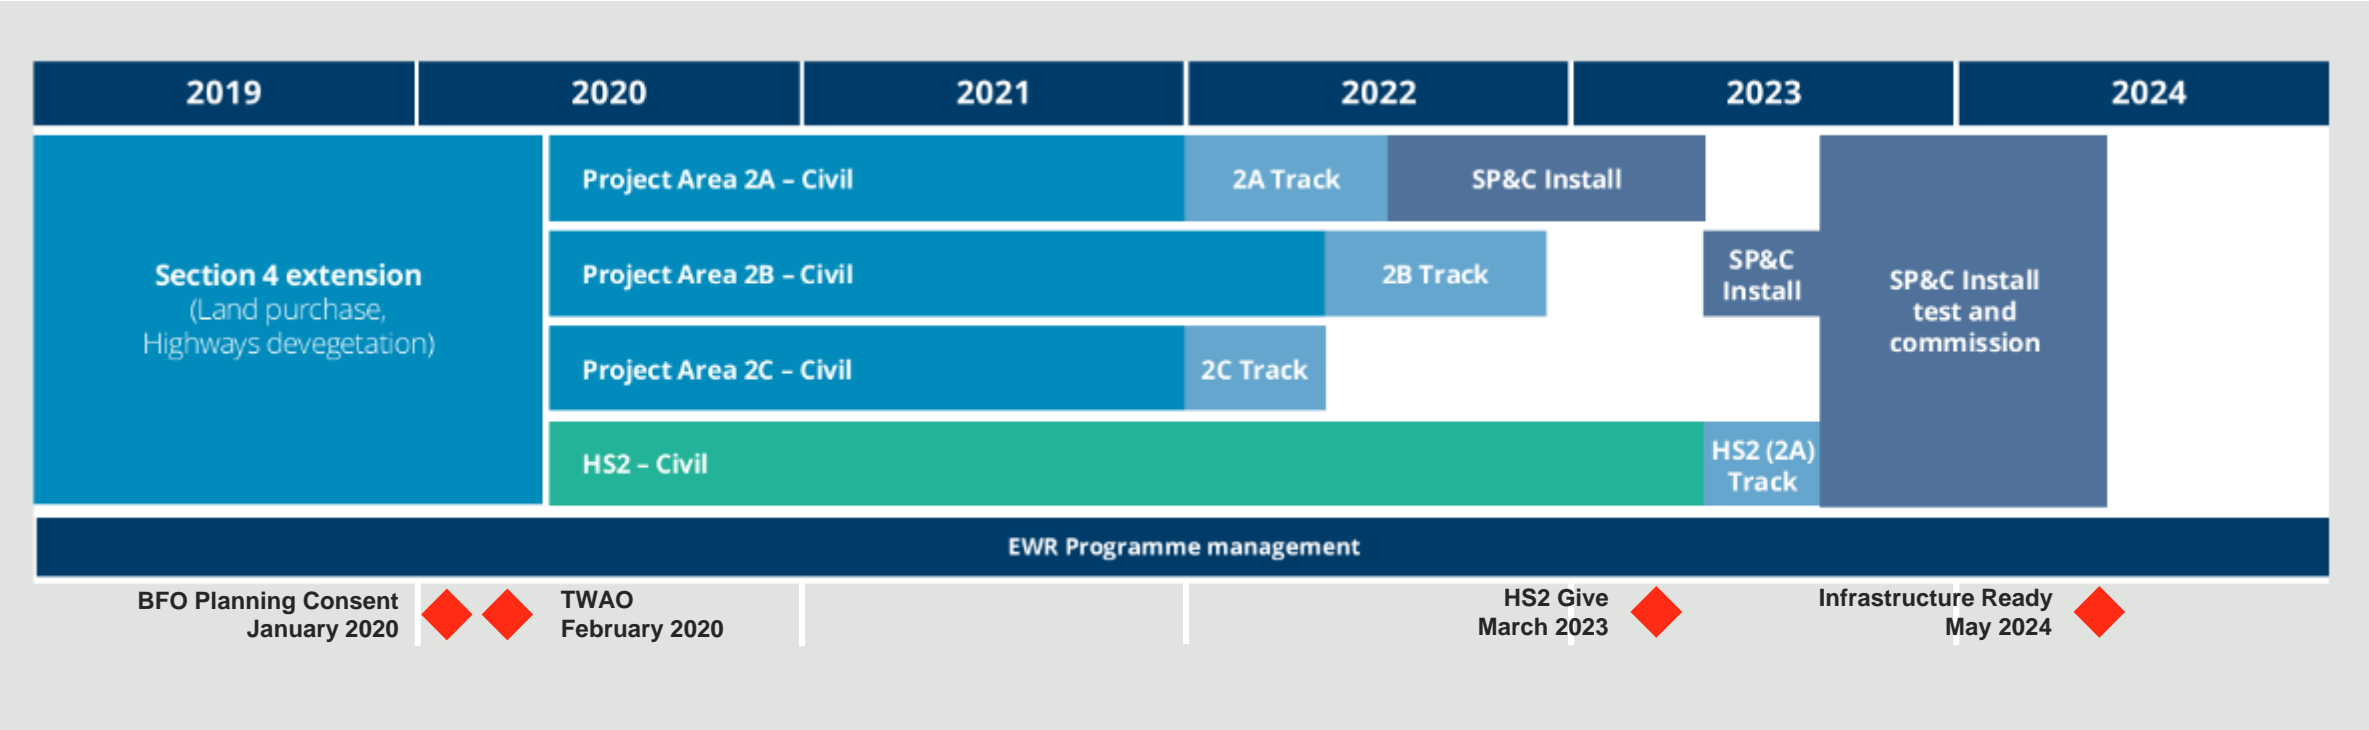 2019
2020
2021
2022
2023
2024
Section 4 extension
(Land purchase,
Highways devegetation)
Project Area 2A – Civil
2A Track
SP&C Install
Project Area 2B – Civil
2B Track
SP&C
Install
SP&C Install
test and
commission
Project Area 2C – Civil
2C Track
HS2 – Civil
HS2 (2A)
Track
EWR Programme management
BFO Planning Consent
January 2020
TWAO
February 2020
HS2 Give
March 2023
Infrastructure Ready
May 2024